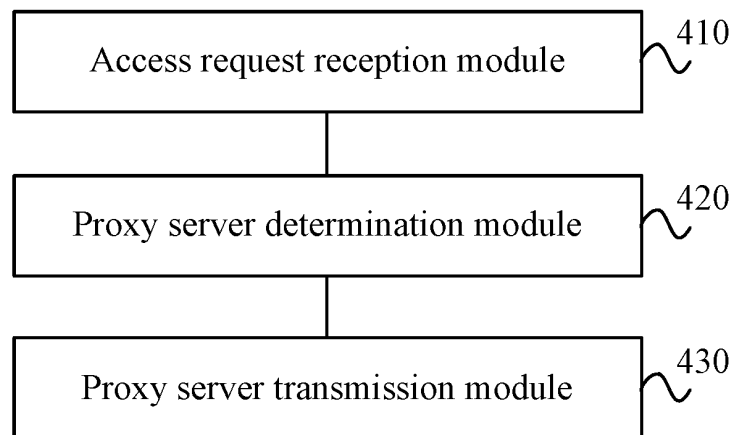 Access request reception module
410
Proxy server determination module
420
Proxy server transmission module
430